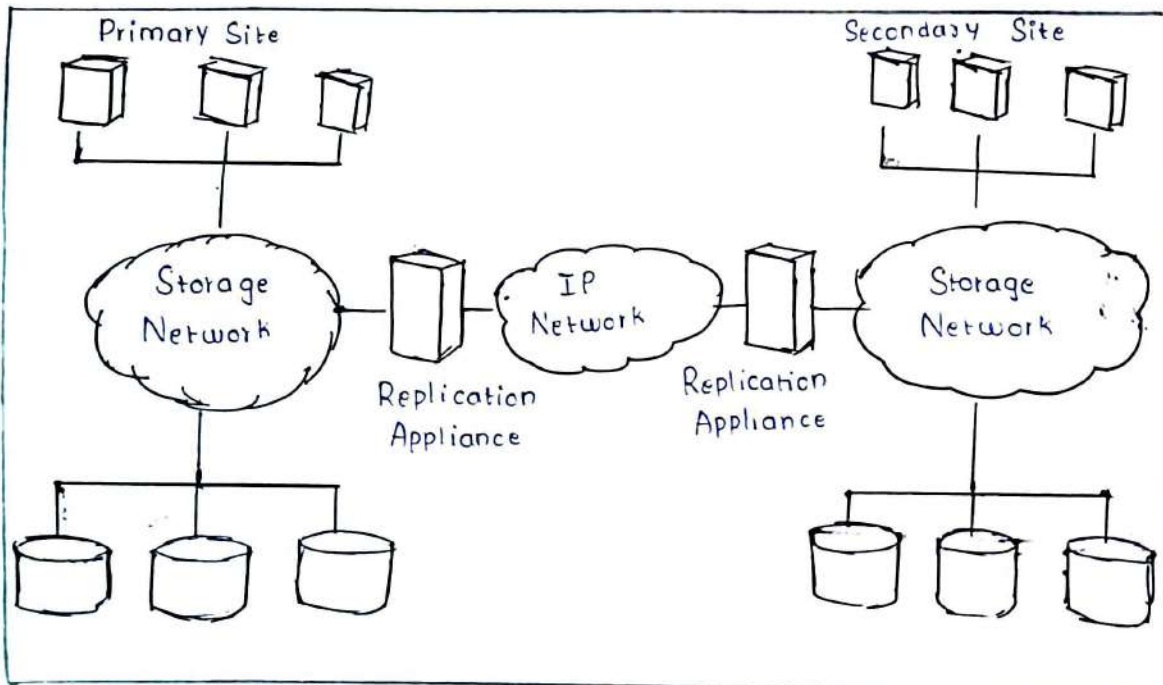 Primary Site
Secondary Site
Storage
Network
IP
Network
Storage
Network
Replication
Appliance
Replication
Appliance